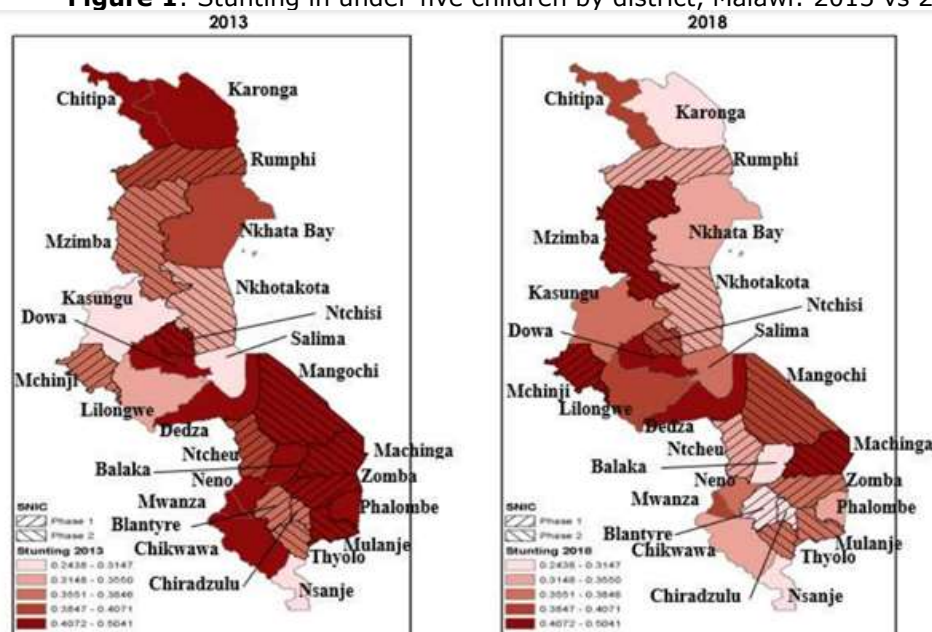 Figure 1: Stunting in under five children by district, Malawi: 2013 vs 2
2013
Chitipa
Karonga
Rumphi
Mzimba
Nkhata Bay
Kasungu
Nkhotakota
Dowa
Ntchisi
Salima
Mchinji
Mangochi
Lilongwe
Dedza
Ntcheu
Machinga
Balaka
Neno
Zomba
Mwanza
Phalombe
Blantyre
Mulanje
Chikwawa
Thyolo
Chiradzulu
Nsanje
SNIC
Phase 1
Phase 2
Stunting 2013
0.2438 - 0.3147
0.3148 - 0.3550
0.3551 - 0.3846
0.3847 - 0.4071
0.4072 - 0.5041
2018
Chitipa
Karonga
Rumphi
Mzimba
Nkhata Bay
Nkhotakota
Kasungu
Ntchisi
Dowa
Salima
Mangochi
Mchinji
Lilongwe
Dedza
Ntcheu
Machinga
Balaka
Neno
Zomba
Mwanza
Phalombe
Blantyre
Mulanje
Chikwawa
Thyolo
Chiradzulu
Nsanje
SNIC
Phase 1
Phase 2
Stunting 2018
0.2438 - 0.3147
0.3148 - 0.3550
0.3551 - 0.3846
0.3847 - 0.4071
0.4072 - 0.5041